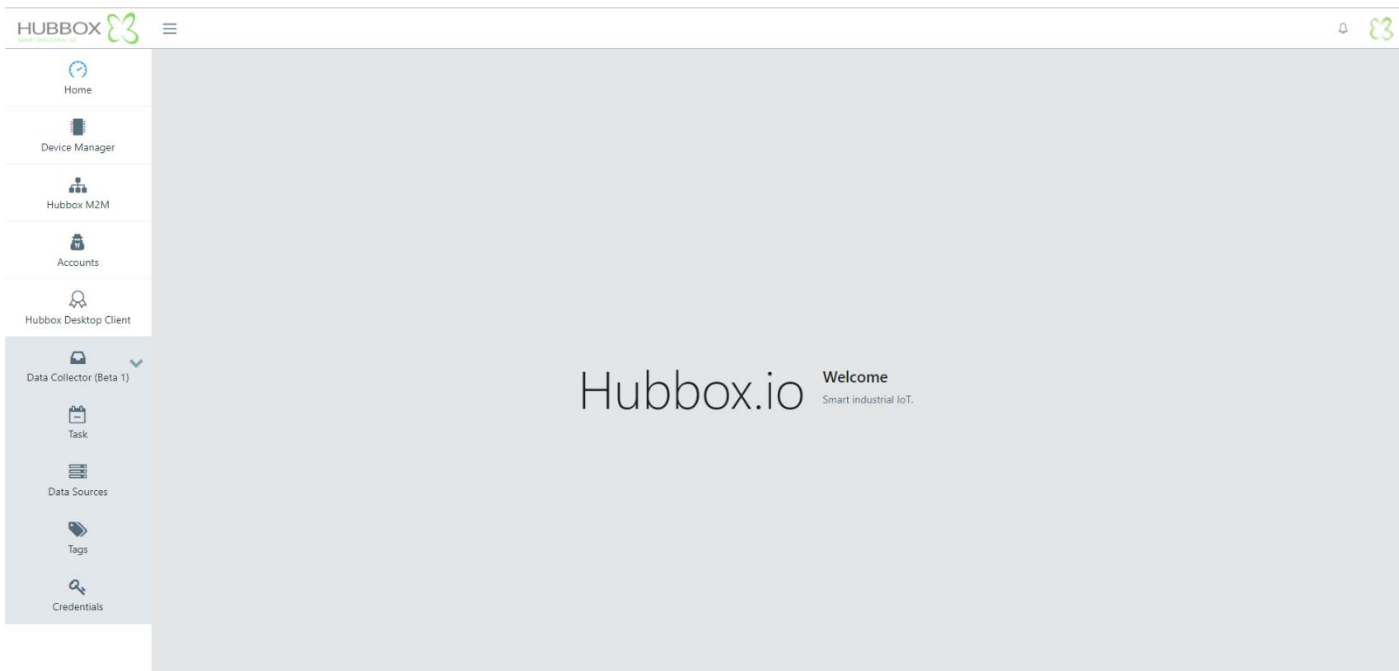 HUBBOX
Home
Device Manager
Hubbox M2M
Accounts
Hubbox Desktop Client
Data Collector (Beta 1)
Task
Data Sources
Tags
Credentials
Hubbox.io
Welcome
Smart industrial IoT.